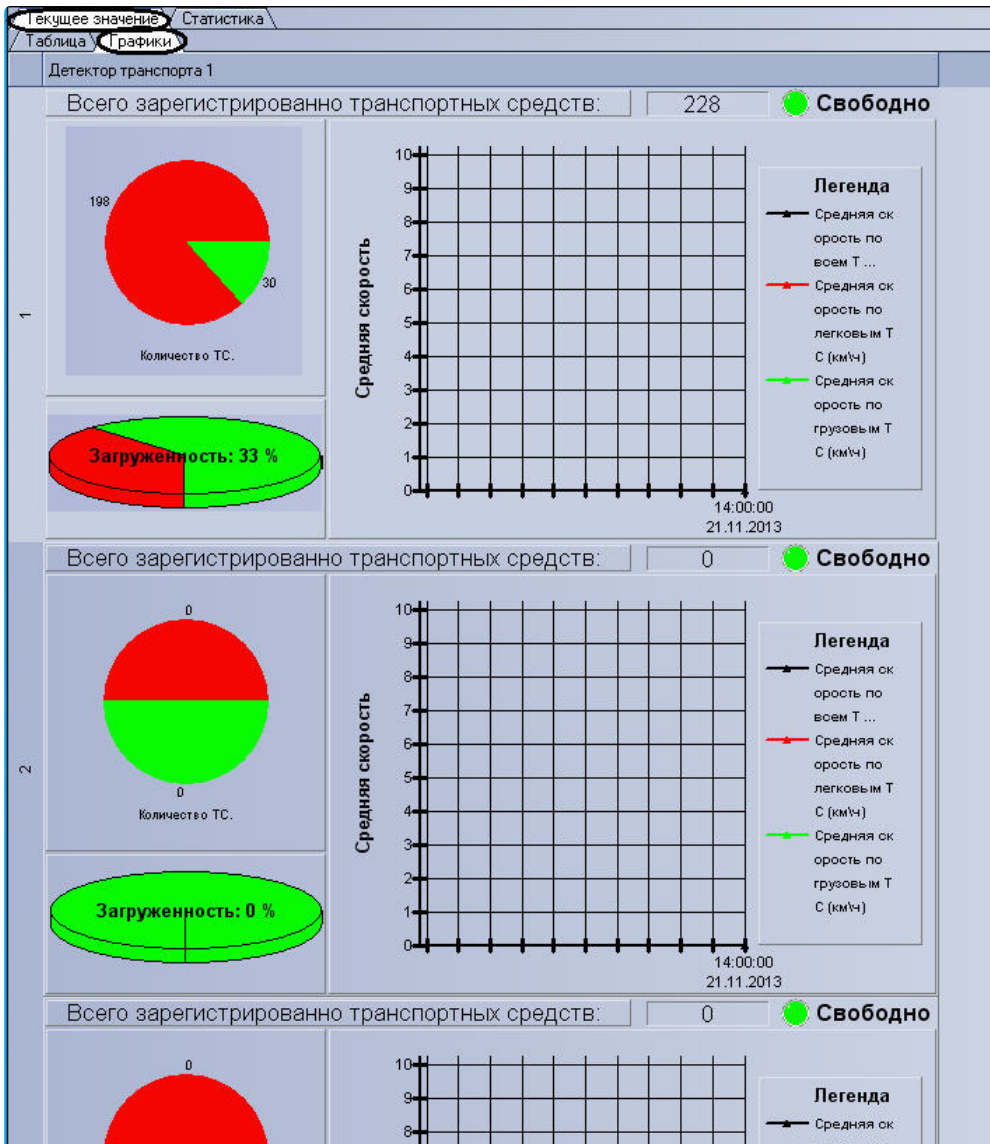 Текущее значение Статистика
Таблица Графики
Детектор транспорта 1
Всего зарегистрированно транспортных средств: 228 Свободно
1
198
30
Количество ТС.
Загруженность: 33 %
Средняя скорость
10
9
8
7
6
5
4
3
2
1
0
14:00:00
21.11.2013
Легенда
Средняя ск
орость по
всем Т ...
Средняя ск
орость по
легковым Т
С (км\ч)
Средняя ск
орость по
грузовым Т
С (км\ч)
Всего зарегистрированно транспортных средств: 0 Свободно
2
0
0
Количество ТС.
Загруженность: 0 %
Средняя скорость
10
9
8
7
6
5
4
3
2
1
0
14:00:00
21.11.2013
Легенда
Средняя ск
орость по
всем Т ...
Средняя ск
орость по
легковым Т
С (км\ч)
Средняя ск
орость по
грузовым Т
С (км\ч)
Всего зарегистрированно транспортных средств: 0 Свободно
0
10
9
8
Легенда
Средняя ск